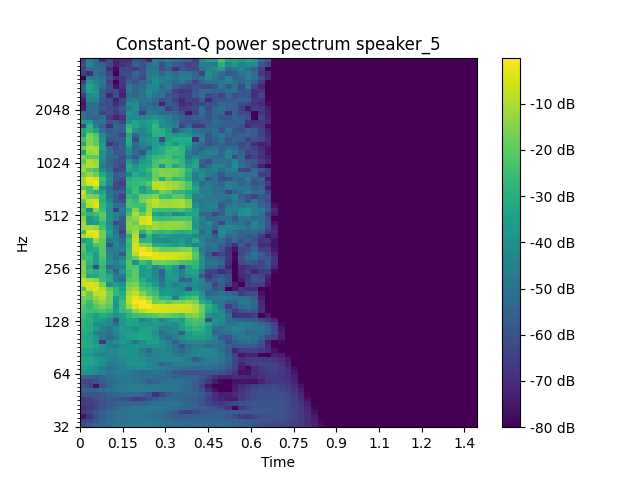 Constant-Q power spectrum speaker_5
Hz
2048
1024
512
256
128
64
32
0 0.15 0.3 0.45 0.6 0.75 0.9 1.1 1.2 1.4
Time
-10 dB
-20 dB
-30 dB
-40 dB
-50 dB
-60 dB
-70 dB
-80 dB